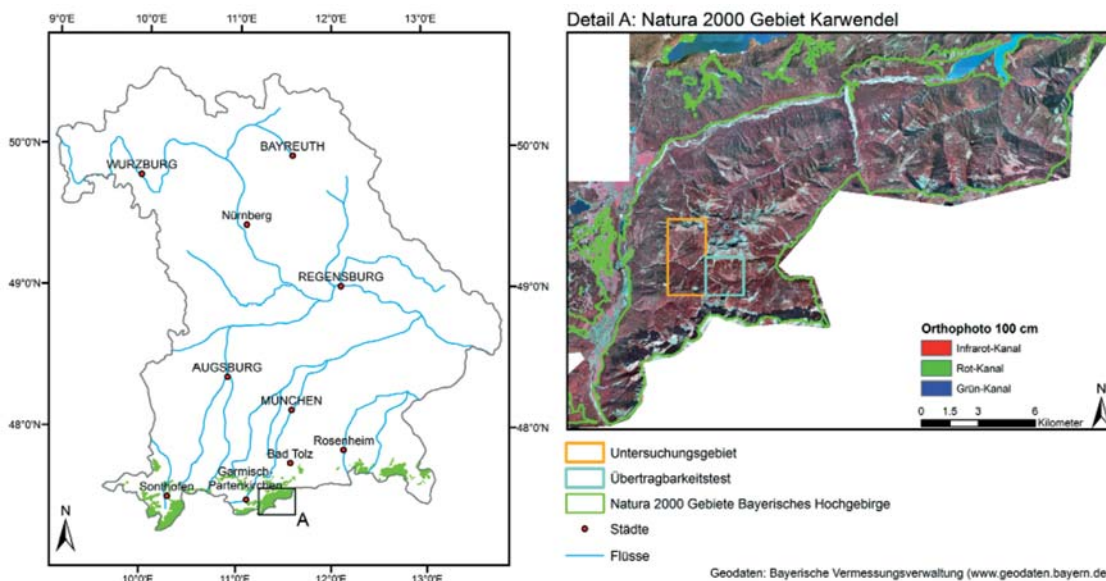 9°0'E 10°0'E 11°0'E 12°0'E 13°0'E
50°0'N 50°0'N
BAYREUTH
WÜRZBURG
Nürnberg
49°0'N 49°0'N
REGENSBURG
AUGSBURG
MÜNCHEN
48°0'N 48°0'N
Rosenheim
Bad Tolz
Garmisch-
Partenkirchen
Sonthofen
A
N
10°0'E 11°0'E 12°0'E 13°0'E
Detail A: Natura 2000 Gebiet Karwendel
Orthophoto 100 cm
Infrarot-Kanal
Rot-Kanal
Grün-Kanal
N
0 1.5 3 6
Kilometer
Untersuchungsgebiet
Übertragbarkeitstest
Natura 2000 Gebiete Bayerisches Hochgebirge
Städte
Flüsse
Geodaten: Bayerische Vermessungsverwaltung (www.geodaten.bayern.de